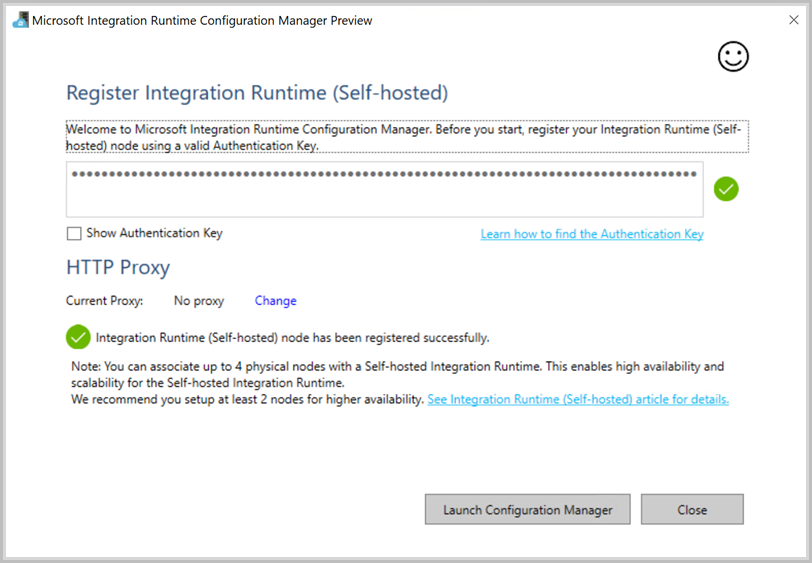 Microsoft Integration Runtime Configuration Manager Preview
Register Integration Runtime (Self-hosted)
Welcome to Microsoft Integration Runtime Configuration Manager. Before you start, register your Integration Runtime (Self-
hosted) node using a valid Authentication Key.
Show Authentication Key
Learn how to find the Authentication Key
HTTP Proxy
Current Proxy: No proxy Change
Integration Runtime (Self-hosted) node has been registered successfully.
Note: You can associate up to 4 physical nodes with a Self-hosted Integration Runtime. This enables high availability and
scalability for the Self-hosted Integration Runtime.
We recommend you setup at least 2 nodes for higher availability. See Integration Runtime (Self-hosted) article for details.
Launch Configuration Manager
Close